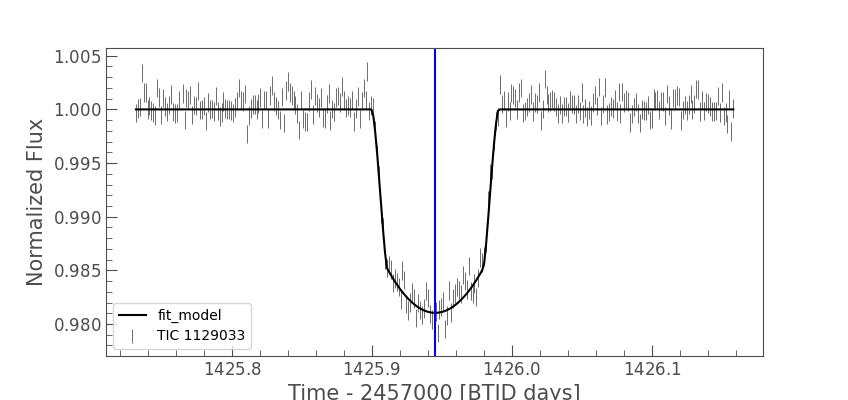 1.005
1.000
0.995
0.990
0.985
0.980
Normalized Flux
fit_model
TIC 1129033
1425.8 1425.9 1426.0 1426.1
Time - 2457000 [BTJD days]